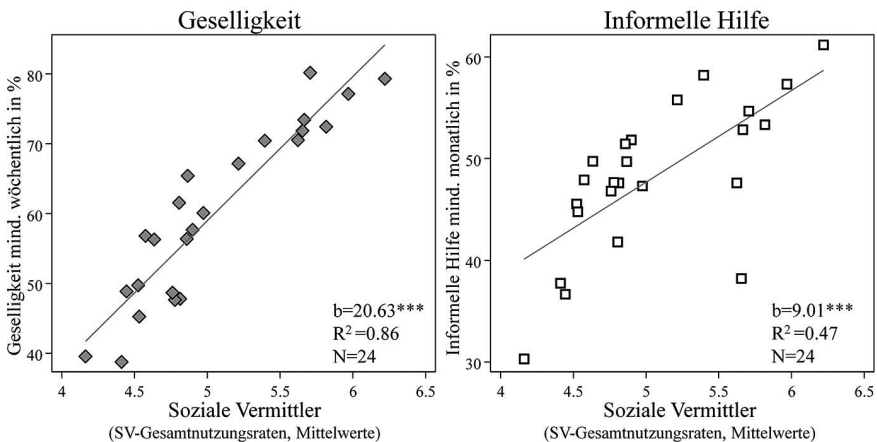 Geselligkeit
Geselligkeit mind. wöchentlich in %
80
70
60
50
40
b=20.63***
R²=0.86
N=24
4 4.5 5 5.5 6 6.5
Soziale Vermittler
(SV-Gesamtnutzungsraten, Mittelwerte)
Informelle Hilfe
Informelle Hilfe mind. monatlich in %
60
50
40
30
b=9.01***
R²=0.47
N=24
4 4.5 5 5.5 6 6.5
Soziale Vermittler
(SV-Gesamtnutzungsraten, Mittelwerte)